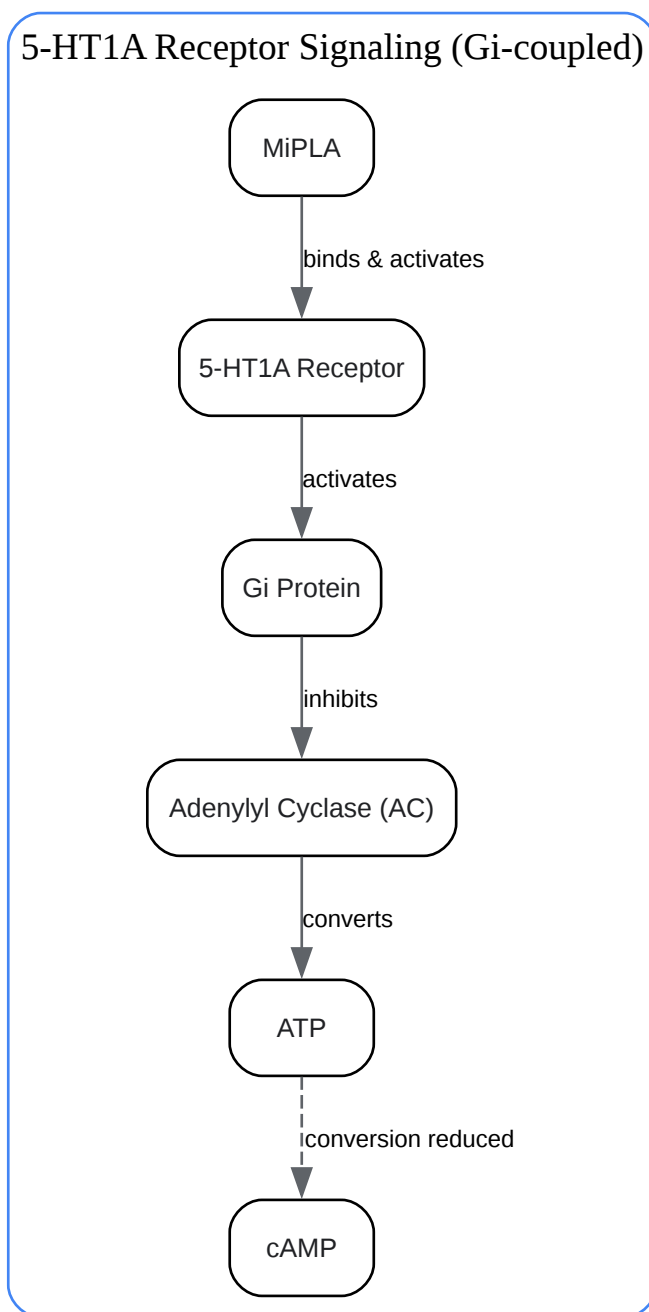 5-HT1A Receptor Signaling (Gi-coupled)
MiPLA
binds & activates
5-HT1A Receptor
activates
Gi Protein
inhibits
Adenylyl Cyclase (AC)
converts
ATP
conversion reduced
cAMP